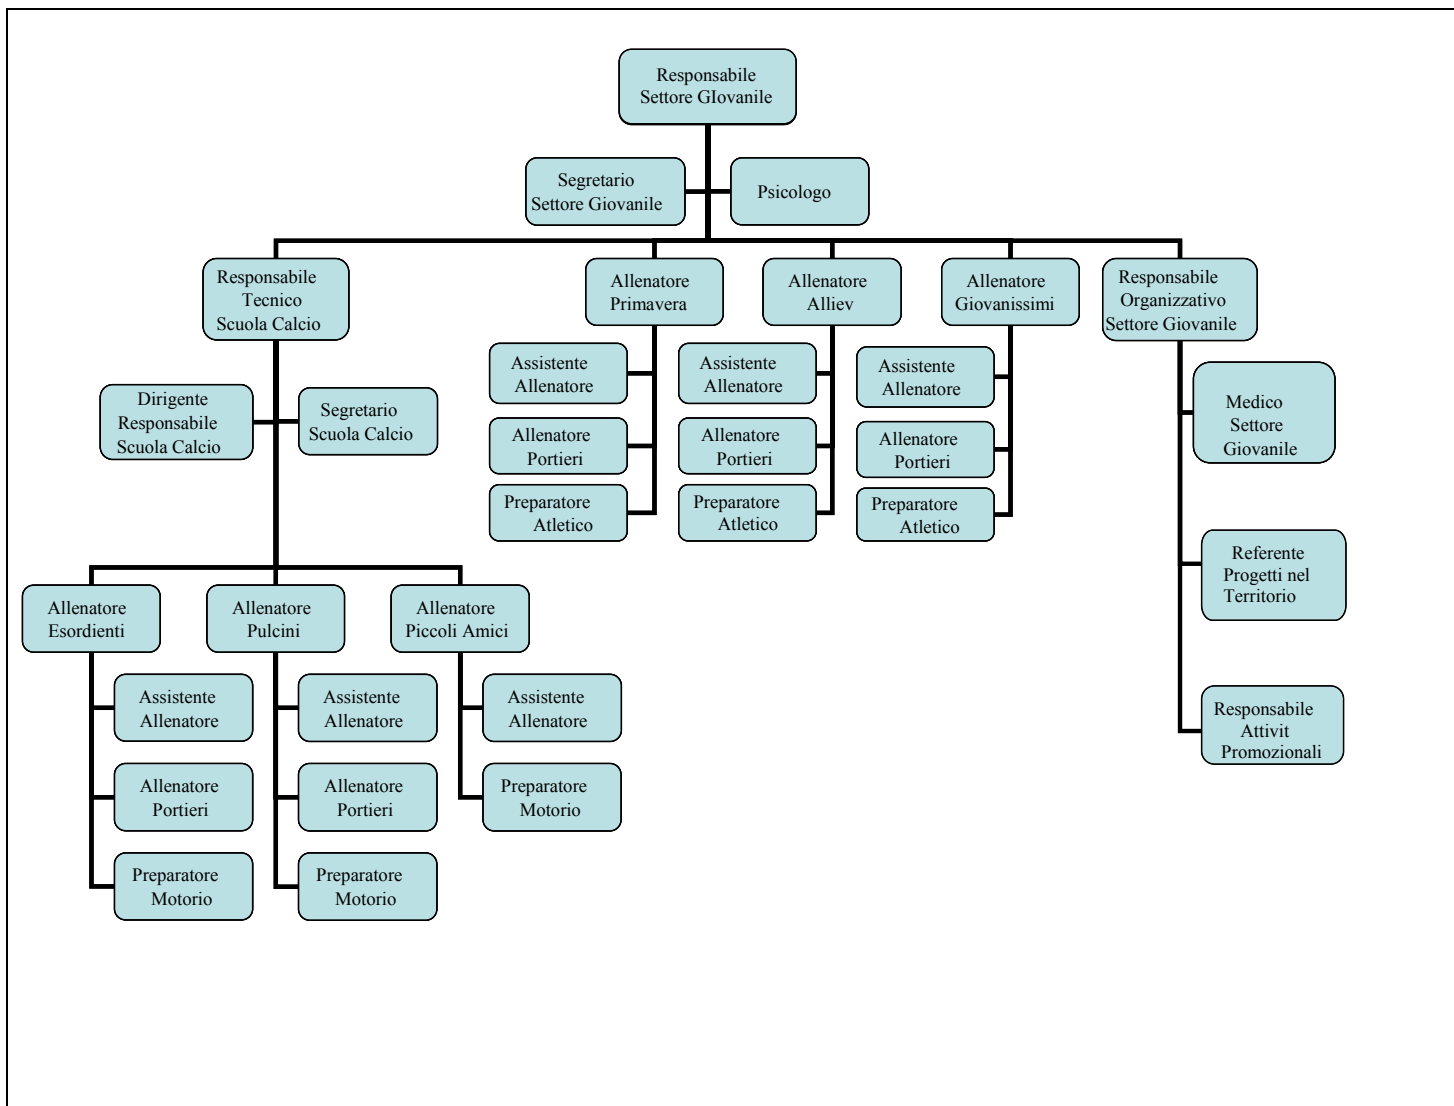 Responsabile
Settore GIovanile
Segretario
Settore Giovanile
Psicologo
Responsabile
Tecnico
Scuola Calcio
Allenatore
Primavera
Allenatore
Alliev
Allenatore
Giovanissimi
Responsabile
Organizzativo
Settore Giovanile
Assistente
Allenatore
Allenatore
Portieri
Preparatore
Atletico
Assistente
Allenatore
Allenatore
Portieri
Preparatore
Atletico
Assistente
Allenatore
Allenatore
Portieri
Preparatore
Atletico
Medico
Settore
Giovanile
Referente
Progetti nel
Territorio
Responsabile
Attivit
Promozionali
Dirigente
Responsabile
Scuola Calcio
Segretario
Scuola Calcio
Allenatore
Esordienti
Allenatore
Pulcini
Allenatore
Piccoli Amici
Assistente
Allenatore
Allenatore
Portieri
Preparatore
Motorio
Assistente
Allenatore
Allenatore
Portieri
Preparatore
Motorio
Assistente
Allenatore
Preparatore
Motorio